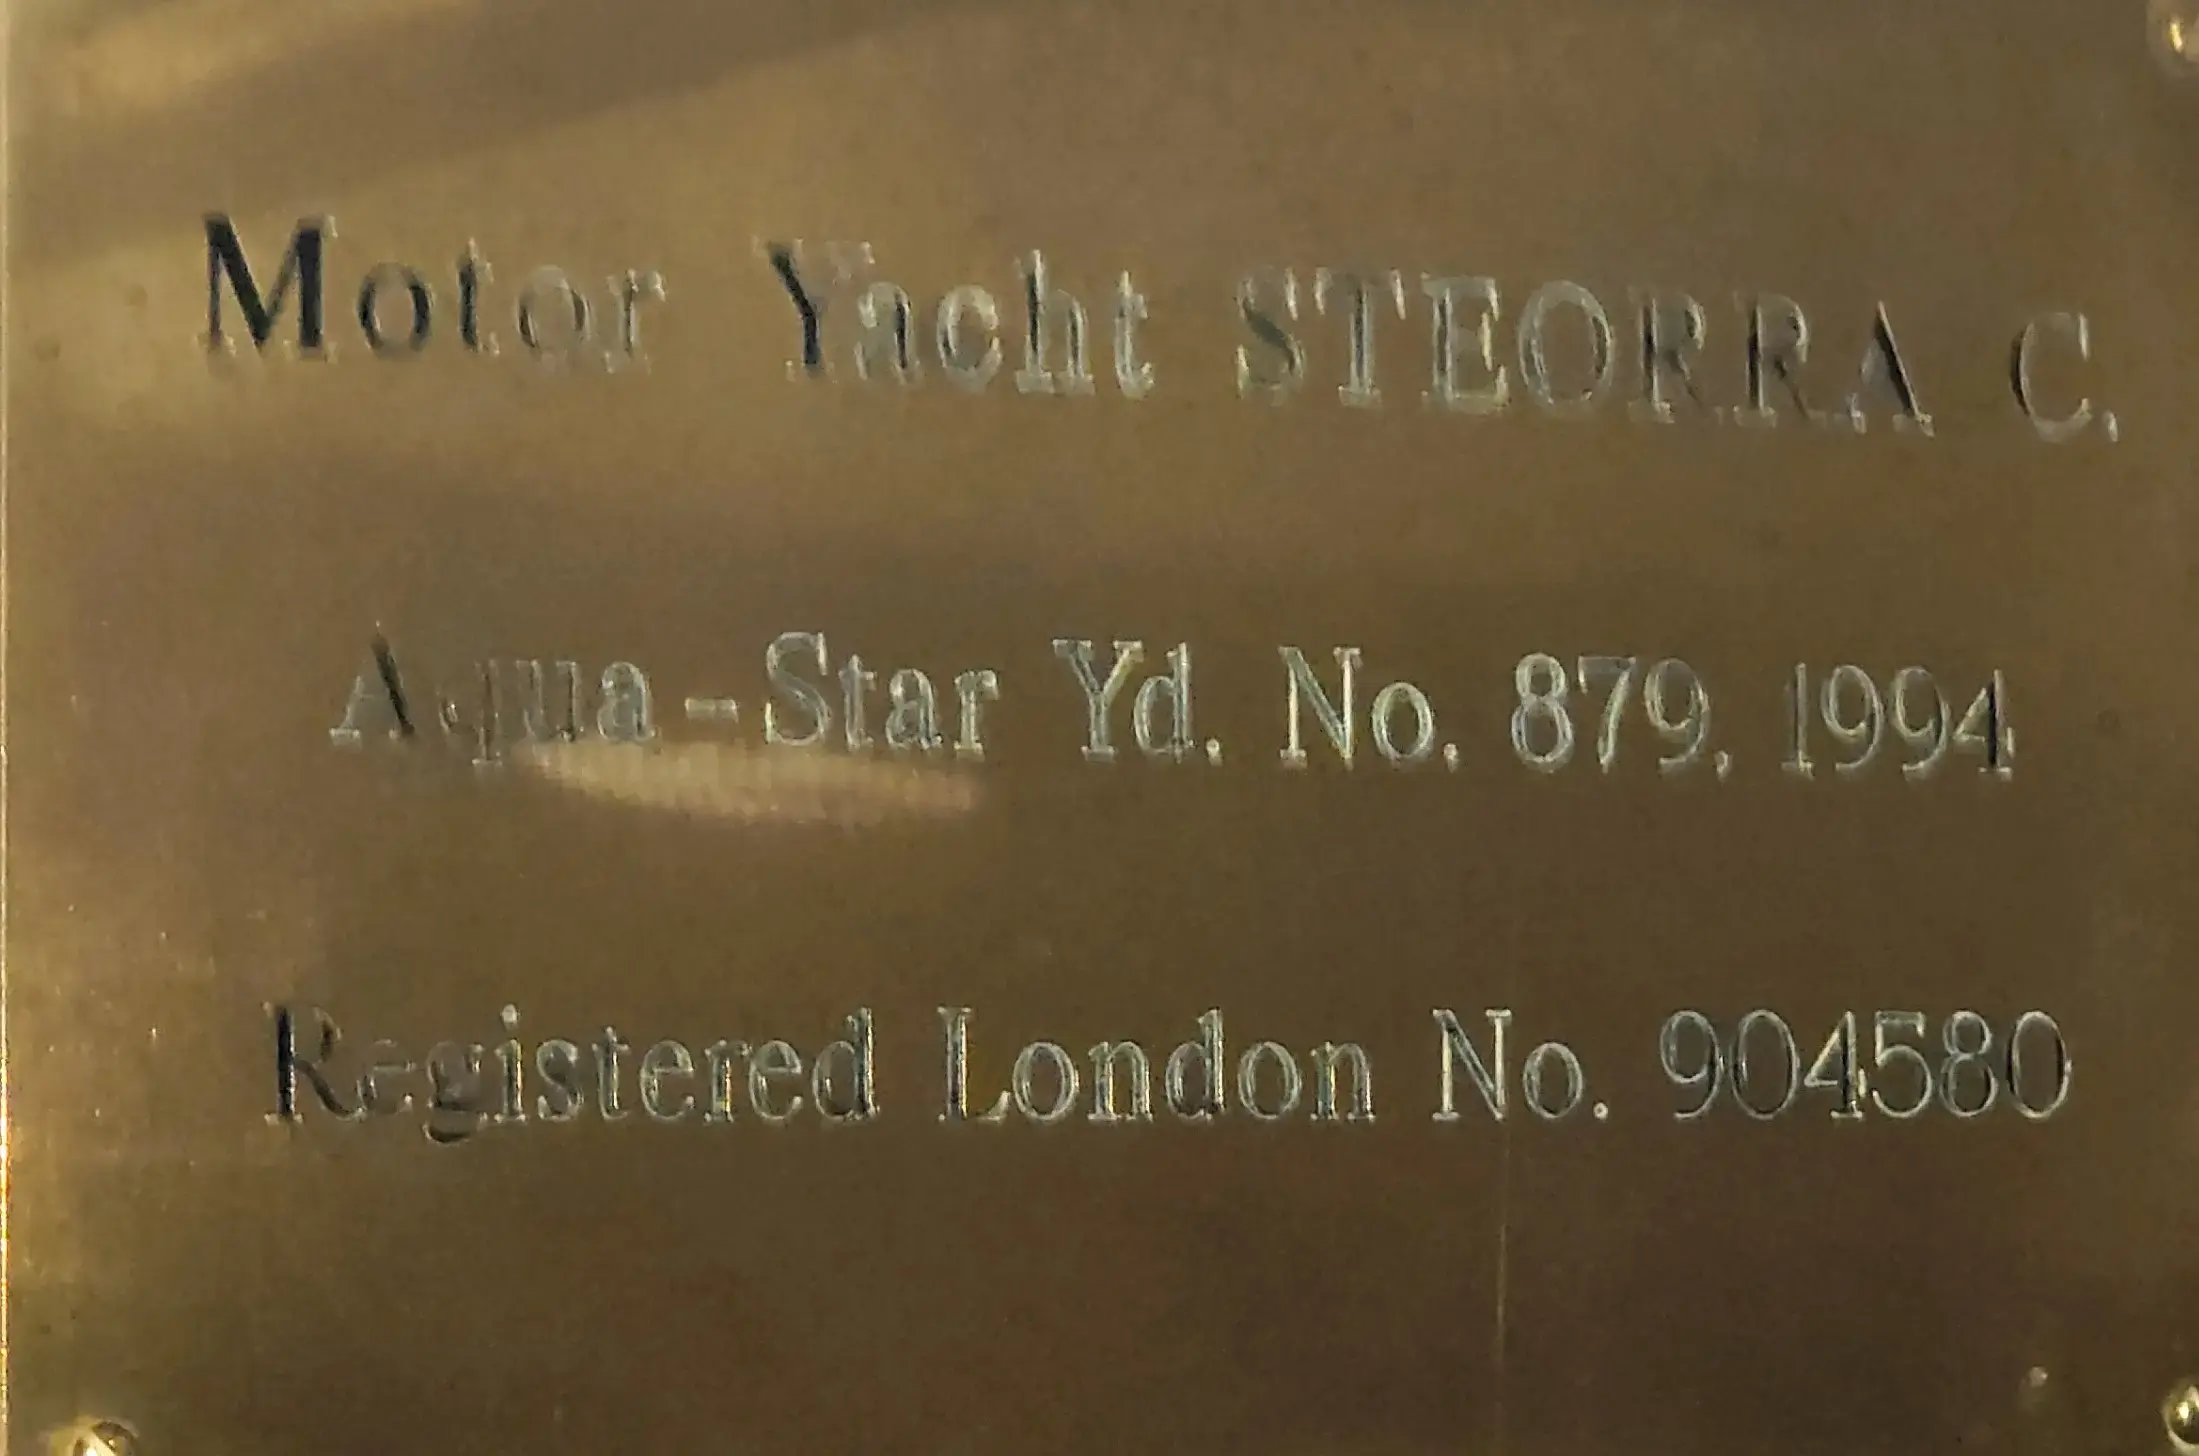 Motor Yacht STEORRA C.
Aqua-Star Yd. No. 879, 1994
Registered London No. 904580